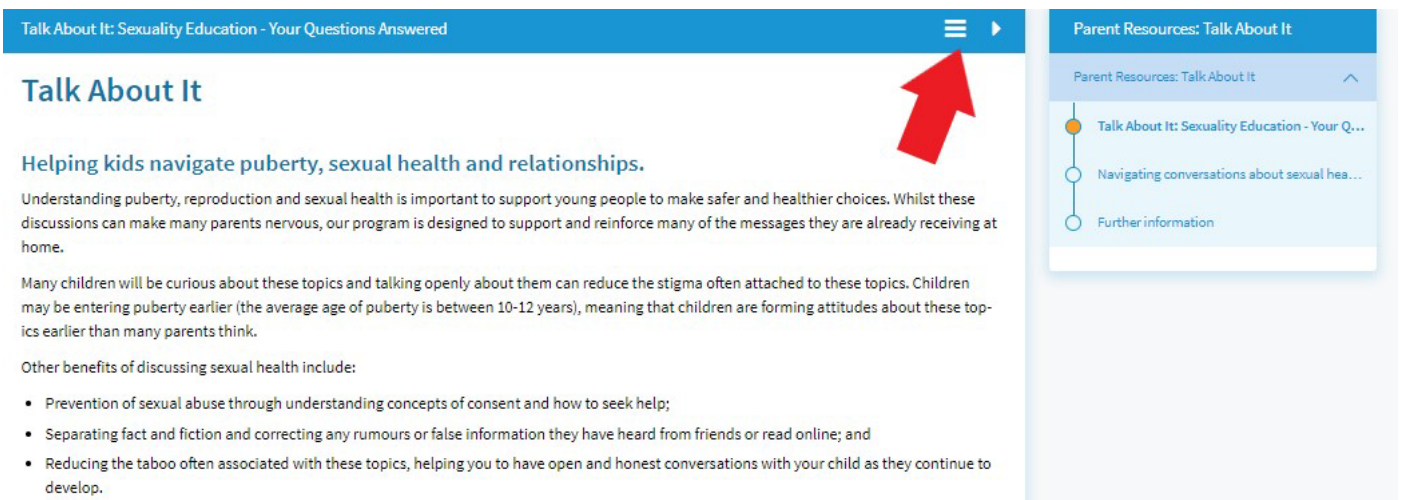 Talk About It: Sexuality Education - Your Questions Answered
Talk About It
Helping kids navigate puberty, sexual health and relationships.
Understanding puberty, reproduction and sexual health is important to support young people to make safer and healthier choices. Whilst these
discussions can make many parents nervous, our program is designed to support and reinforce many of the messages they are already receiving at
home.
Many children will be curious about these topics and talking openly about them can reduce the stigma often attached to these topics. Children
may be entering puberty earlier (the average age of puberty is between 10-12 years), meaning that children are forming attitudes about these top-
ics earlier than many parents think.
Other benefits of discussing sexual health include:
• Prevention of sexual abuse through understanding concepts of consent and how to seek help;
• Separating fact and fiction and correcting any rumours or false information they have heard from friends or read online; and
• Reducing the taboo often associated with these topics, helping you to have open and honest conversations with your child as they continue to
develop.
Parent Resources: Talk About It
Parent Resources: Talk About It
Talk About It: Sexuality Education - Your Q...
Navigating conversations about sexual hea...
Further information